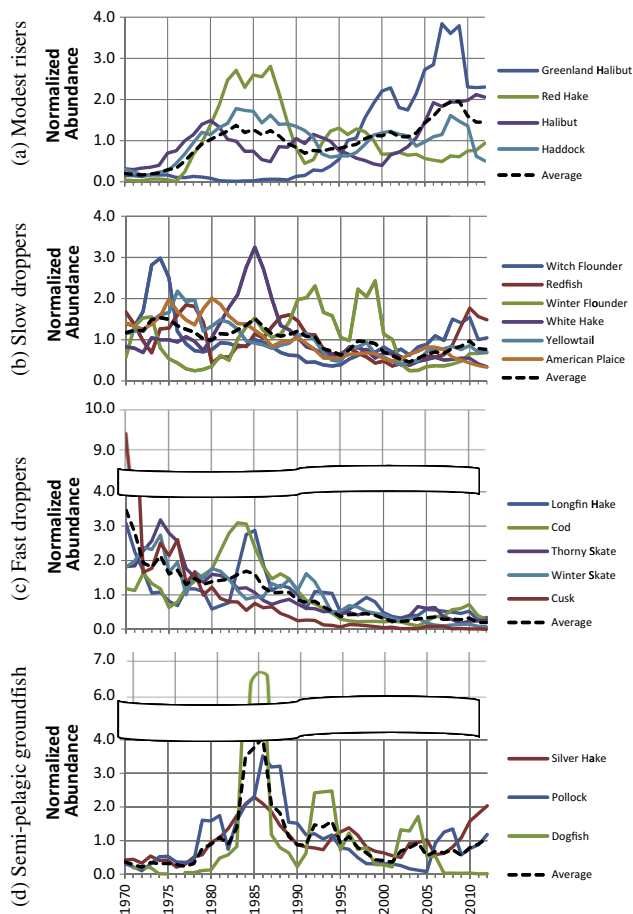 (a) Modest risers
Normalized
Abundance
4.0
3.0
2.0
1.0
0.0
Greenland Halibut
Red Hake
Halibut
Haddock
Average
(b) Slow droppers
Normalized
Abundance
4.0
3.0
2.0
1.0
0.0
Witch Flounder
Redfish
Winter Flounder
White Hake
Yellowtail
American Plaice
Average
(c) Fast droppers
Normalized
Abundance
10.0
9.0
4.0
3.0
2.0
1.0
0.0
Longfin Hake
Cod
Thorny Skate
Winter Skate
Cusk
Average
(d) Semi-pelagic groundfish
Normalized
Abundance
7.0
6.0
4.0
3.0
2.0
1.0
0.0
Silver Hake
Pollock
Dogfish
Average
1970
1975
1980
1985
1990
1995
2000
2005
2010